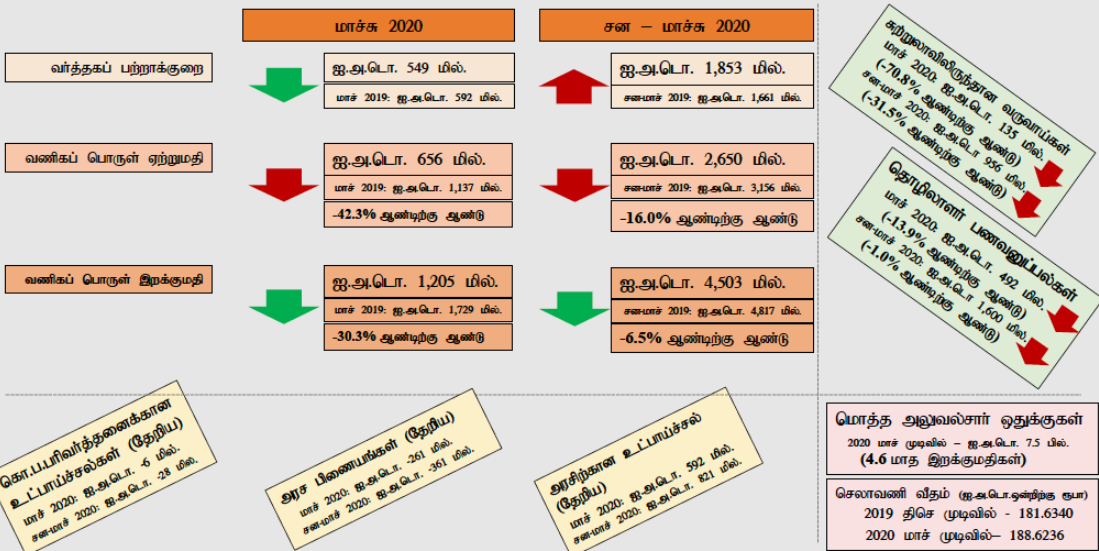 மார்ச்சு 2020
சன – மார்ச்சு 2020
வர்த்தகப் பற்றாக்குறை
ஐ.அ.டொ. 549 மில்.
மாச் 2019: ஐ.அ.டொ. 592 மில்.
ஐ.அ.டொ. 1,853 மில்.
சன-மாச் 2019: ஐ.அ.டொ. 1,661 மில்.
வணிகப் பொருள் ஏற்றுமதி
ஐ.அ.டொ. 656 மில்.
மாச் 2019: ஐ.அ.டொ. 1,137 மில்.
-42.3% ஆண்டிற்கு ஆண்டு
ஐ.அ.டொ. 2,650 மில்.
சன-மாச் 2019: ஐ.அ.டொ. 3,156 மில்.
-16.0% ஆண்டிற்கு ஆண்டு
வணிகப் பொருள் இறக்குமதி
ஐ.அ.டொ. 1,205 மில்.
மாச் 2019: ஐ.அ.டொ. 1,729 மில்.
-30.3% ஆண்டிற்கு ஆண்டு
ஐ.அ.டொ. 4,503 மில்.
சன-மாச் 2019: ஐ.அ.டொ. 4,817 மில்.
-6.5% ஆண்டிற்கு ஆண்டு
சுற்றுலாவிலிருந்தான வருவாய்கள்
மாச் 2020: ஐ.அ.டொ. 135 மில்.
(-70.8% ஆண்டிற்கு ஆண்டு)
சன-மாச் 2020: ஐ.அ.டொ 956 மில்.
(-31.5% ஆண்டிற்கு ஆண்டு)
தொழிலாளர் பணவனுப்பல்கள்
மாச் 2020: ஐ.அ.டொ. 492 மில்.
(-13.9% ஆண்டிற்கு ஆண்டு)
சன-மாச் 2020: ஐ.அ.டொ 1,600 மில்.
(-1.0% ஆண்டிற்கு ஆண்டு)
கொ.ப.பரிவர்த்தனைக்கான
உட்பாய்ச்சல்கள் (தேறிய)
மாச் 2020: ஐ.அ.டொ. -6 மில்.
சன-மாச் 2020: ஐ.அ.டொ. -28 மில்.
அரச பிணையங்கள் (தேறிய)
மாச் 2020: ஐ.அ.டொ. -261 மில்.
சன-மாச் 2020: ஐ.அ.டொ. -361 மில்.
அரசிற்கான உட்பாய்ச்சல்
(தேறிய)
மாச் 2020: ஐ.அ.டொ. 592 மில்.
சன-மாச் 2020: ஐ.அ.டொ. 821 மில்.
மொத்த அலுவல்சார் ஒதுக்குகள்
2020 மாச் முடிவில் – ஐ.அ.டொ. 7.5 பில்.
(4.6 மாத இறக்குமதிகள்)
செலாவணி வீதம் (ஐ.அ.டொ.ஒன்றிற்கு ரூபா)
2019 திசெ முடிவில் - 181.6340
2020 மாச் முடிவில்– 188.6236